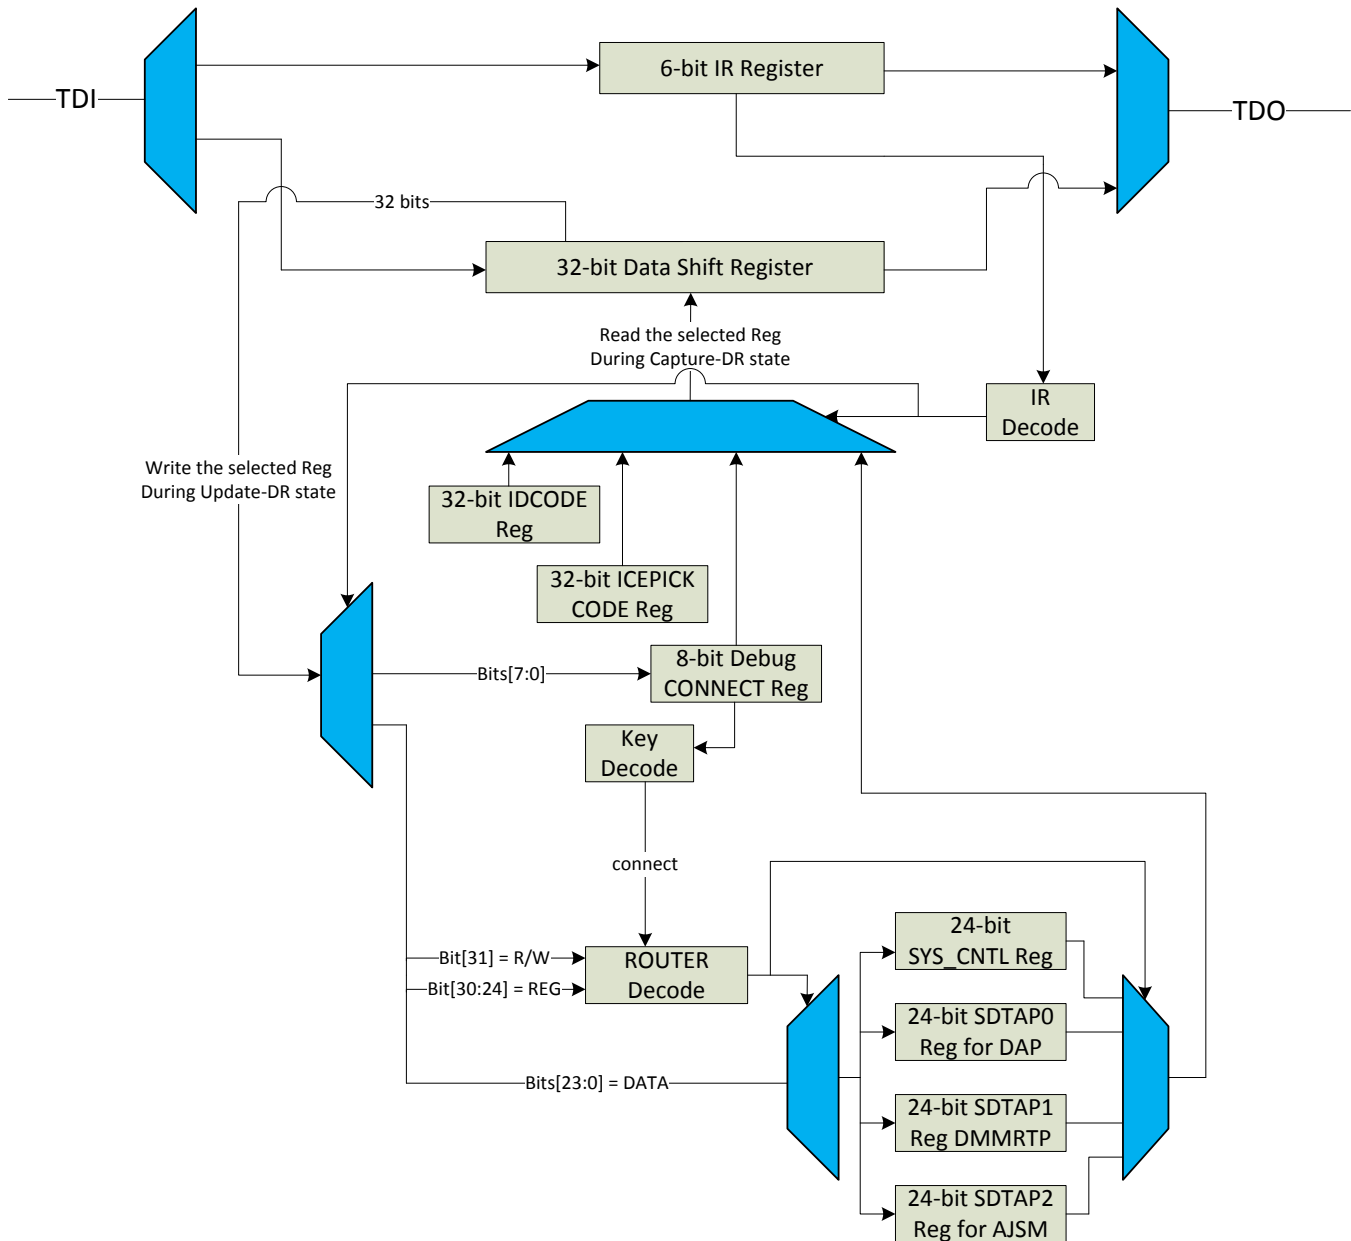 6-bit IR Register
TDI
TDO
32 bits
32-bit Data Shift Register
Read the selected Reg
During Capture-DR state
IR
Decode
Write the selected Reg
During Update-DR state
32-bit IDCODE
Reg
32-bit ICEPICK
CODE Reg
Bits[7:0]
8-bit Debug
CONNECT Reg
Key
Decode
connect
Bit[31] = R/W
Bit[30:24] = REG
ROUTER
Decode
24-bit
SYS_CNTL Reg
24-bit SDTAP0
Reg for DAP
Bits[23:0] = DATA
24-bit SDTAP1
Reg DMMRTP
24-bit SDTAP2
Reg for AJSM